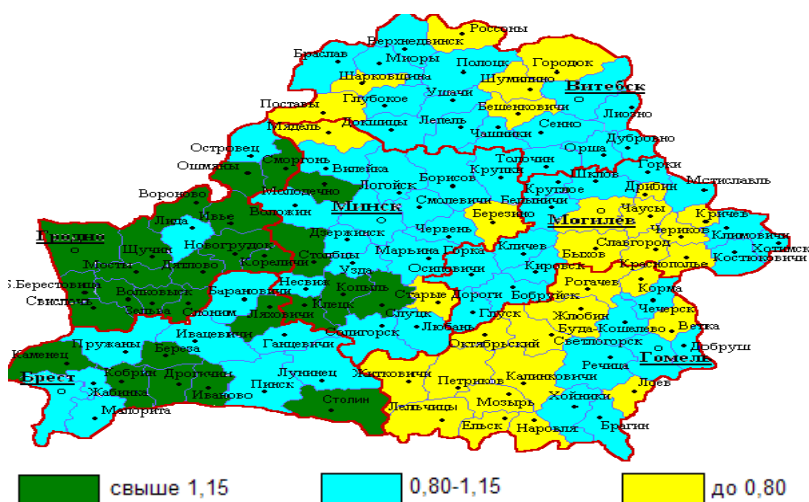 Россоны
Верхнедвинск
Браслав
Миоры
Полоцк
Городок
Шарковщина
Шумилино
Витебск
Поставы
Глубокое
Ушачи
Бешенковичи
Лиозно
Мядель
Докшицы
Лепель
Чашники
Сенно
Дубровно
Островец
Орша
Ошмяны
Сморгонь
Вилейка
Толочин
Крупки
Шклов
Горки
Мстиславль
Вороново
Молодечно
Логойск
Борисов
Круглое
Дрибин
Лида
Ивье
Воложин
Минск
Смолевичи
Белыничи
Чаусы
Кричев
Гродно
Березино
Могилев
Чериков
Климовичи
Щучин
Новогрудок
Дзержинск
Червень
Славгород
Хотимск
Мосты
Дятлово
Кореличи
Столбцы
Марьина Горка
Кличев
Быхов
Краснополье
Костюковичи
Б.Берестовица
Узда
Осиповичи
Кировск
Свислочь
Волковыск
Барановичи
Несвиж
Копыль
Старые Дороги
Бобруйск
Рогачев
Корма
Зельва
Слоним
Ляховичи
Клецк
Слуцк
Глуск
Жлобин
Чечерск
Ивацевичи
Солигорск
Любань
Буда Кошелево
Ветка
Каменец
Пружаны
Береза
Ганцевичи
Октябрьский
Светлогорск
Добруш
Гомель
Брест
Кобрин
Дрогичин
Лунинец
Житковичи
Петриков
Калинковичи
Речица
Лоев
Жабинка
Иваново
Пинск
Столин
Лельчицы
Мозырь
Хойники
Малорита
Ельск
Наровля
Брагин
свыше 1,15
0,80-1,15
до 0,80